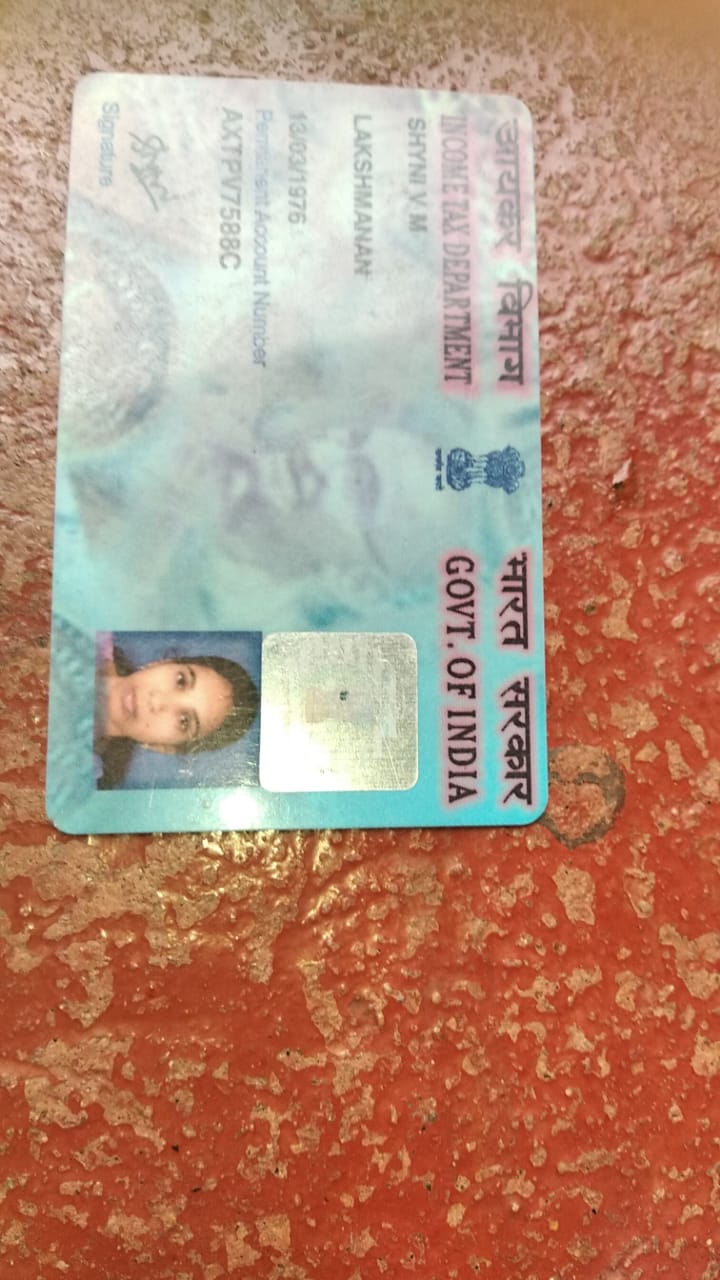 आयकर विभाग
INCOME TAX DEPARTMENT
भारत सरकार
GOVT. OF INDIA
SHYNI V M
LAKSHMANAN
13/03/1976
Permanent Account Number
AXTPV7588C
Signature